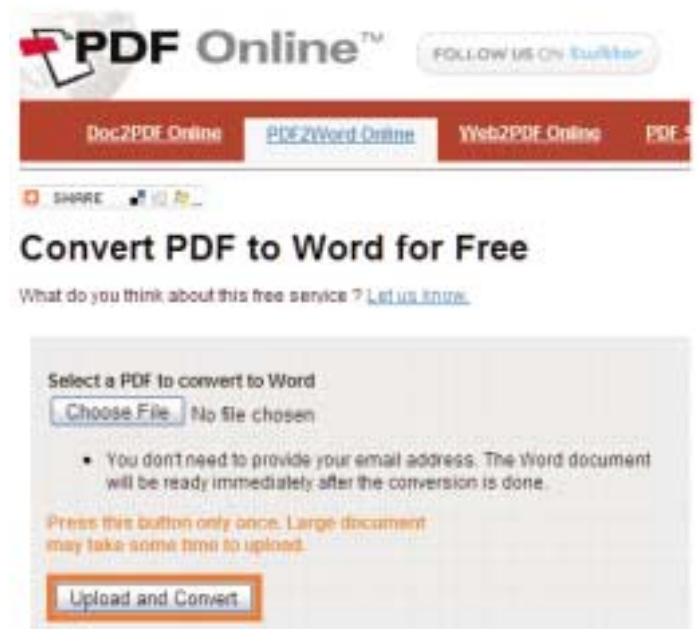 PDF Online™
FOLLOW US ON twitter
Doc2PDF Online PDF2Word Online Web2PDF Online PDF
SHARE
Convert PDF to Word for Free
What do you think about this free service ? Let us know.
Select a PDF to convert to Word
Choose File No file chosen
• You don't need to provide your email address. The Word document
will be ready immediately after the conversion is done.
Press this button only once. Large document
may take some time to upload.
Upload and Convert